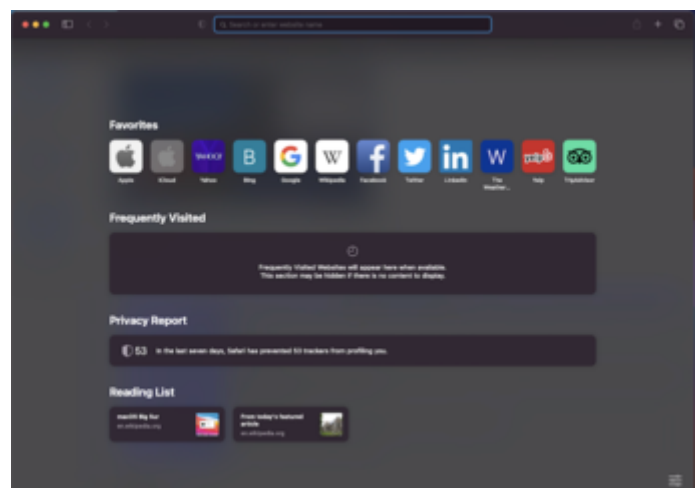 Search or enter website name
Favorites
YAHOO!
B
G
W
f
in
W
yelp
Apple
iCloud
Yahoo
Bing
Google
Wikipedia
Facebook
Twitter
LinkedIn
The
Weather...
Yelp
TripAdvisor
Frequently Visited
Frequently Visited Websites will appear here when available.
This section may be hidden if there is no content to display.
Privacy Report
53 In the last seven days, Safari has prevented 53 trackers from profiling you.
Reading List
macOS Big Sur
en.wikipedia.org
From today's featured
article
en.wikipedia.org